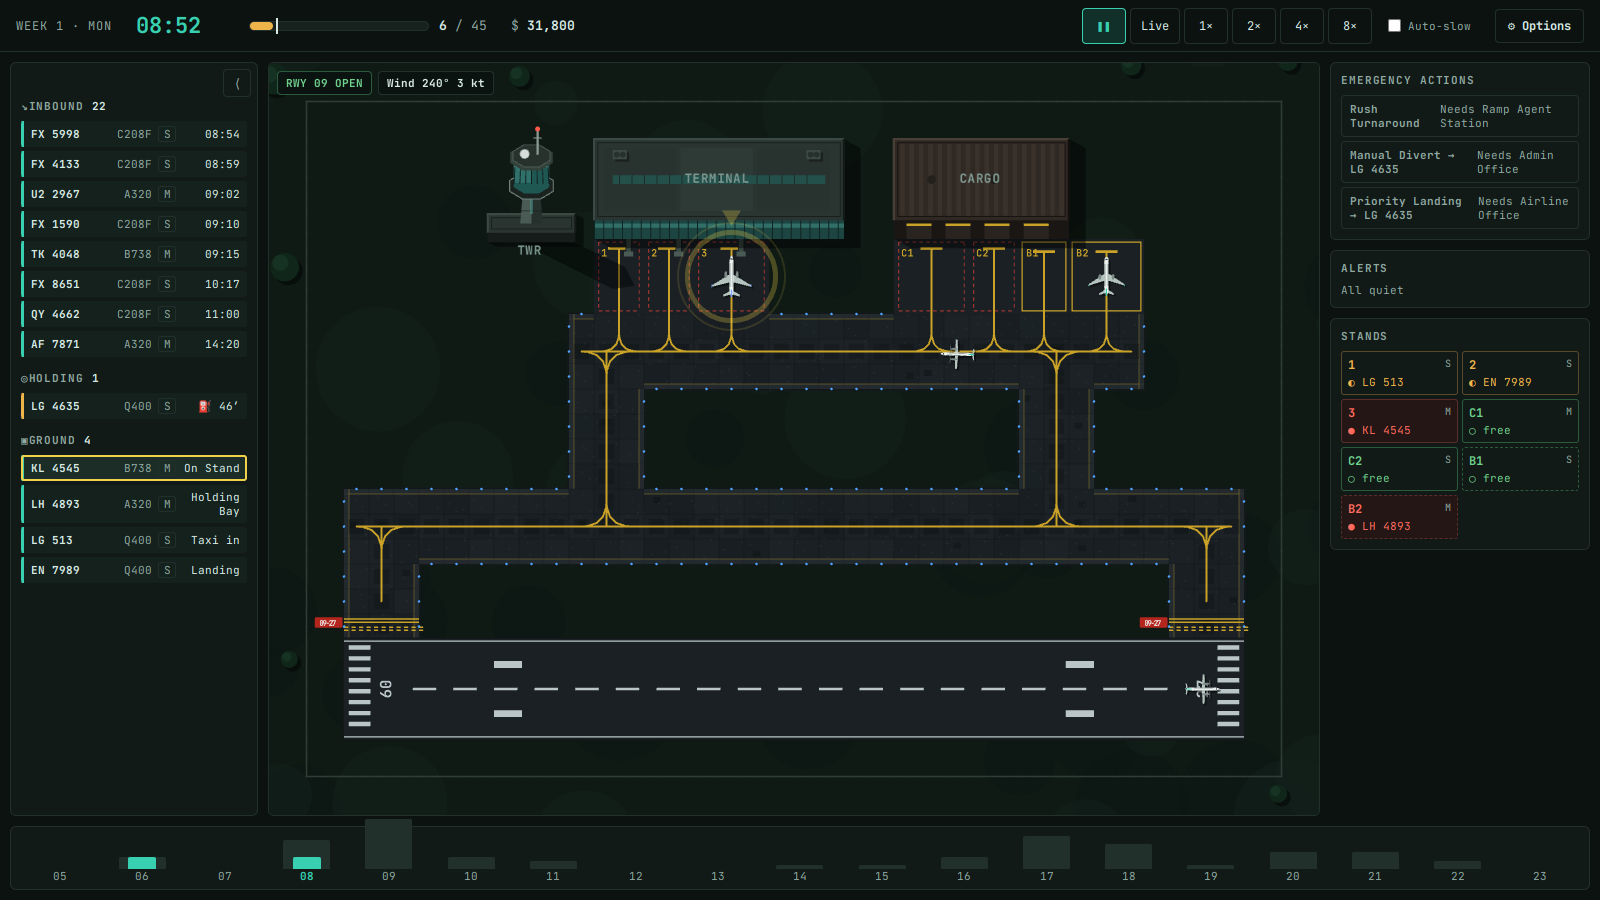 WEEK 1 · MON
08:52
6 / 45
$ 31,800
Live
1×
2×
4×
8×
Auto-slow
⚙ Options
⟨
↘INBOUND 22
FX 5998 C208F S 08:54
FX 4133 C208F S 08:59
U2 2967 A320 M 09:02
FX 1590 C208F S 09:10
TK 4048 B738 M 09:15
FX 8651 C208F S 10:17
QY 4662 C208F S 11:00
AF 7871 A320 M 14:20
◎HOLDING 1
LG 4635 Q400 S ⛽ 46′
▣GROUND 4
KL 4545 B738 M On Stand
LH 4893 A320 M Holding Bay
LG 513 Q400 S Taxi in
EN 7989 Q400 S Landing
RWY 09 OPEN
Wind 240° 3 kt
TERMINAL
CARGO
TWR
1
2
3
C1
C2
B1
B2
09-27
09-27
09
27
EMERGENCY ACTIONS
Rush Turnaround
Needs Ramp Agent Station
Manual Divert → LG 4635
Needs Admin Office
Priority Landing → LG 4635
Needs Airline Office
ALERTS
All quiet
STANDS
1 S
◐ LG 513
2 S
◐ EN 7989
3 M
● KL 4545
C1 M
○ free
C2 S
○ free
B1 S
○ free
B2 M
● LH 4893
05 06 07 08 09 10 11 12 13 14 15 16 17 18 19 20 21 22 23